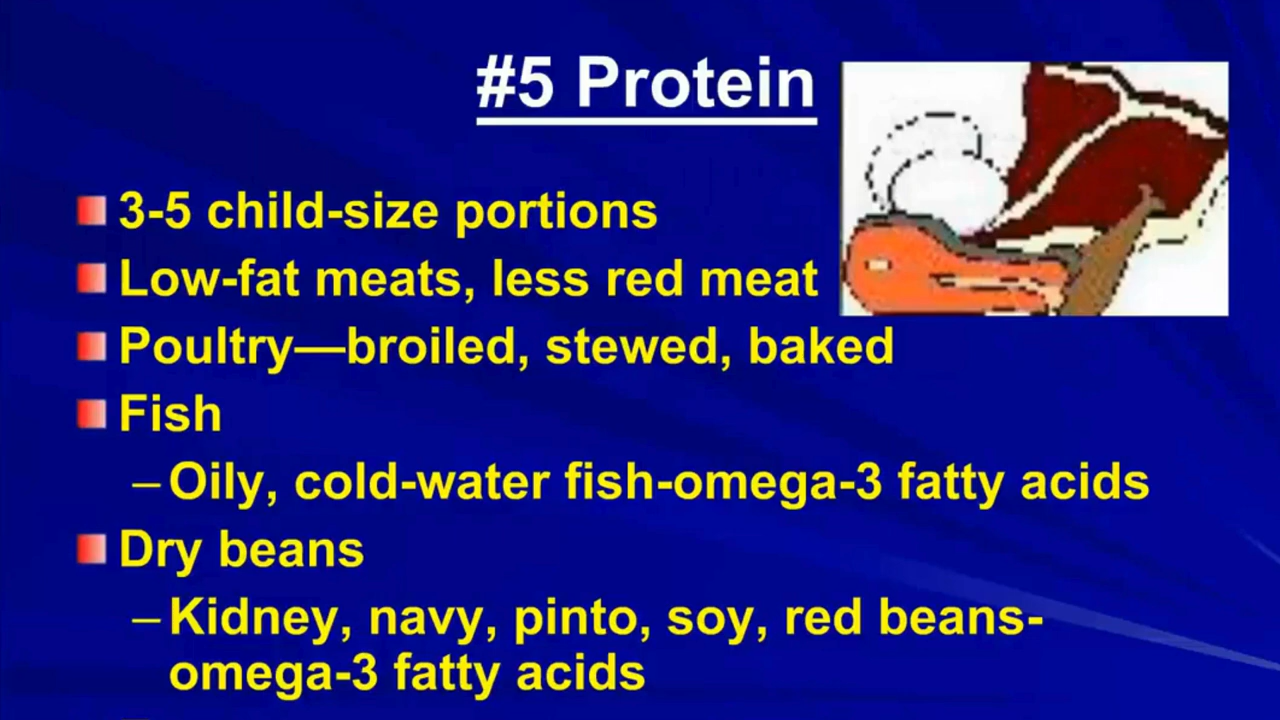 #5 Protein
3-5 child-size portions
Low-fat meats, less red meat
Poultry—broiled, stewed, baked
Fish
–Oily, cold-water fish-omega-3 fatty acids
Dry beans
–Kidney, navy, pinto, soy, red beans-
omega-3 fatty acids